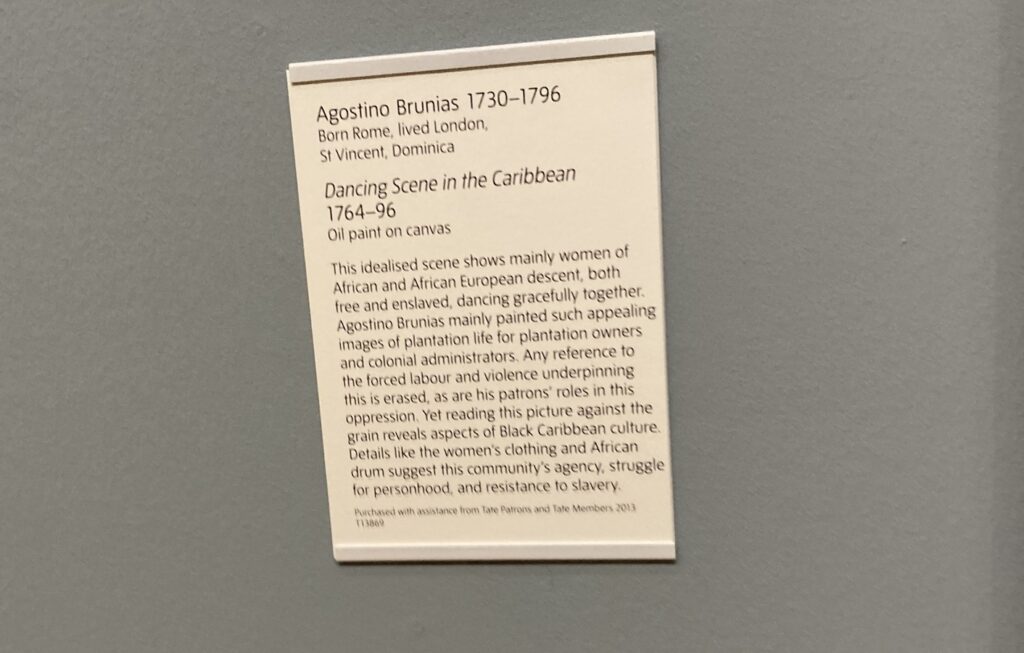 Agostino Brunias 1730–1796
Born Rome, lived London,
St Vincent, Dominica
Dancing Scene in the Caribbean
1764–96
Oil paint on canvas
This idealised scene shows mainly women of
African and African European descent, both
free and enslaved, dancing gracefully together.
Agostino Brunias mainly painted such appealing
images of plantation life for plantation owners
and colonial administrators. Any reference to
the forced labour and violence underpinning
this is erased, as are his patrons' roles in this
oppression. Yet reading this picture against the
grain reveals aspects of Black Caribbean culture.
Details like the women's clothing and African
drum suggest this community's agency, struggle
for personhood, and resistance to slavery.
Purchased with assistance from Tate Patrons and Tate Members 2013
T13869